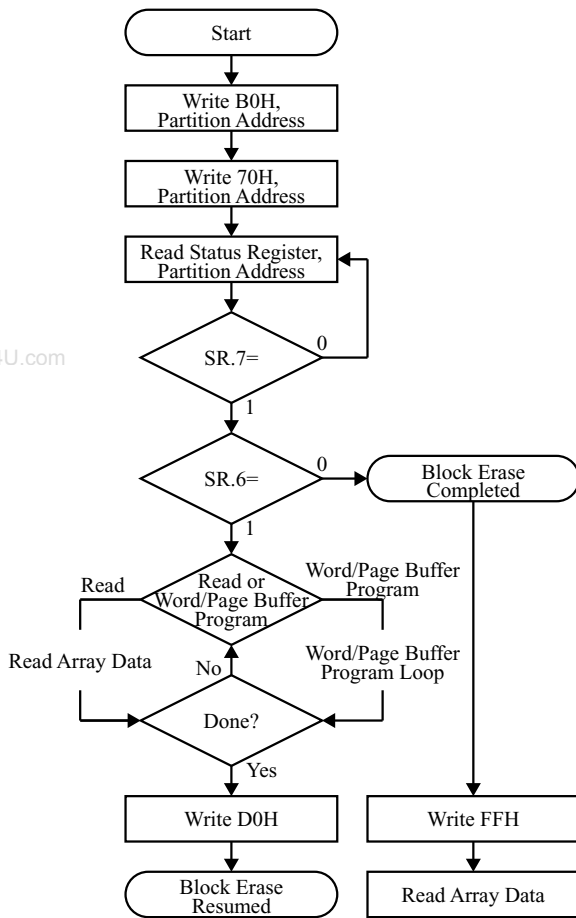 Start
Write B0H,
Partition Address
Write 70H,
Partition Address
Read Status Register,
Partition Address
4U.com
SR.7=
0
1
SR.6=
0
Block Erase
Completed
1
Read
Read or
Word/Page Buffer
Program
Word/Page Buffer
Program
Read Array Data
No
Word/Page Buffer
Program Loop
Done?
Yes
Write D0H
Write FFH
Block Erase
Resumed
Read Array Data